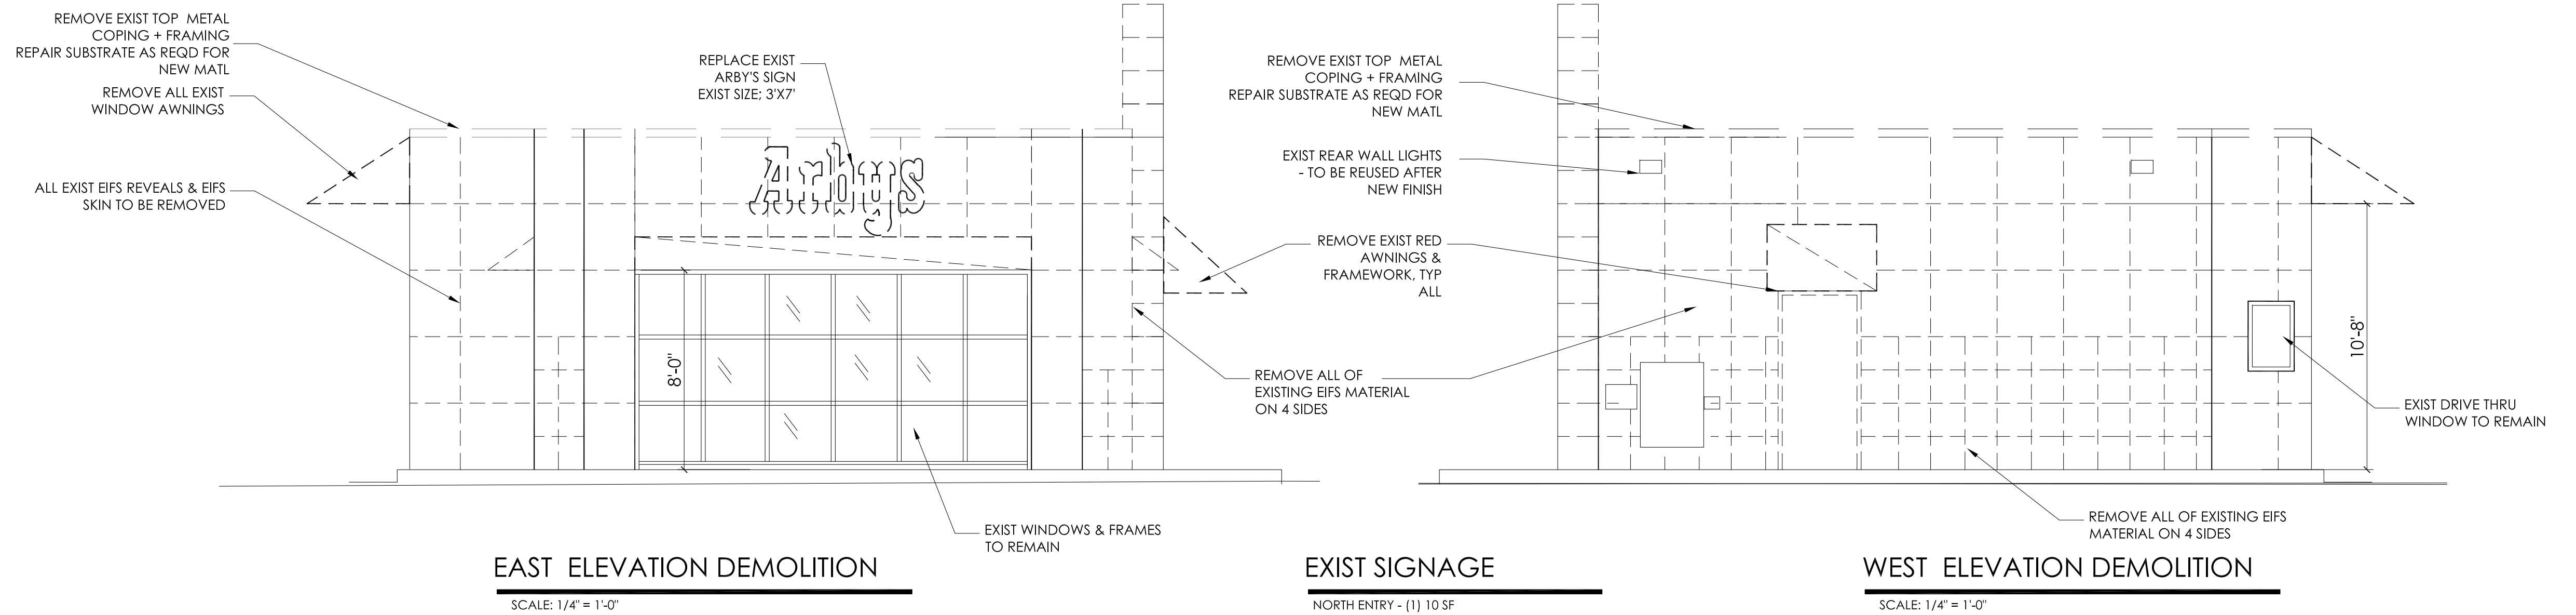 REMOVE EXIST TOP METAL
COPING + FRAMING
REPAIR SUBSTRATE AS REQD FOR
NEW MATL
REMOVE ALL EXIST
WINDOW AWNINGS
ALL EXIST EIFS REVEALS & EIFS
SKIN TO BE REMOVED
REPLACE EXIST
ARBY'S SIGN
EXIST SIZE; 3'X7'
Arbys
8'-0"
EXIST WINDOWS & FRAMES
TO REMAIN
EAST ELEVATION DEMOLITION
SCALE: 1/4" = 1'-0"
REMOVE EXIST TOP METAL
COPING + FRAMING
REPAIR SUBSTRATE AS REQD FOR
NEW MATL
EXIST REAR WALL LIGHTS
- TO BE REUSED AFTER
NEW FINISH
REMOVE EXIST RED
AWNINGS &
FRAMEWORK, TYP
ALL
REMOVE ALL OF
EXISTING EIFS MATERIAL
ON 4 SIDES
EXIST SIGNAGE
NORTH ENTRY - (1) 10 SF
10'-8"
EXIST DRIVE THRU
WINDOW TO REMAIN
REMOVE ALL OF EXISTING EIFS
MATERIAL ON 4 SIDES
WEST ELEVATION DEMOLITION
SCALE: 1/4" = 1'-0"